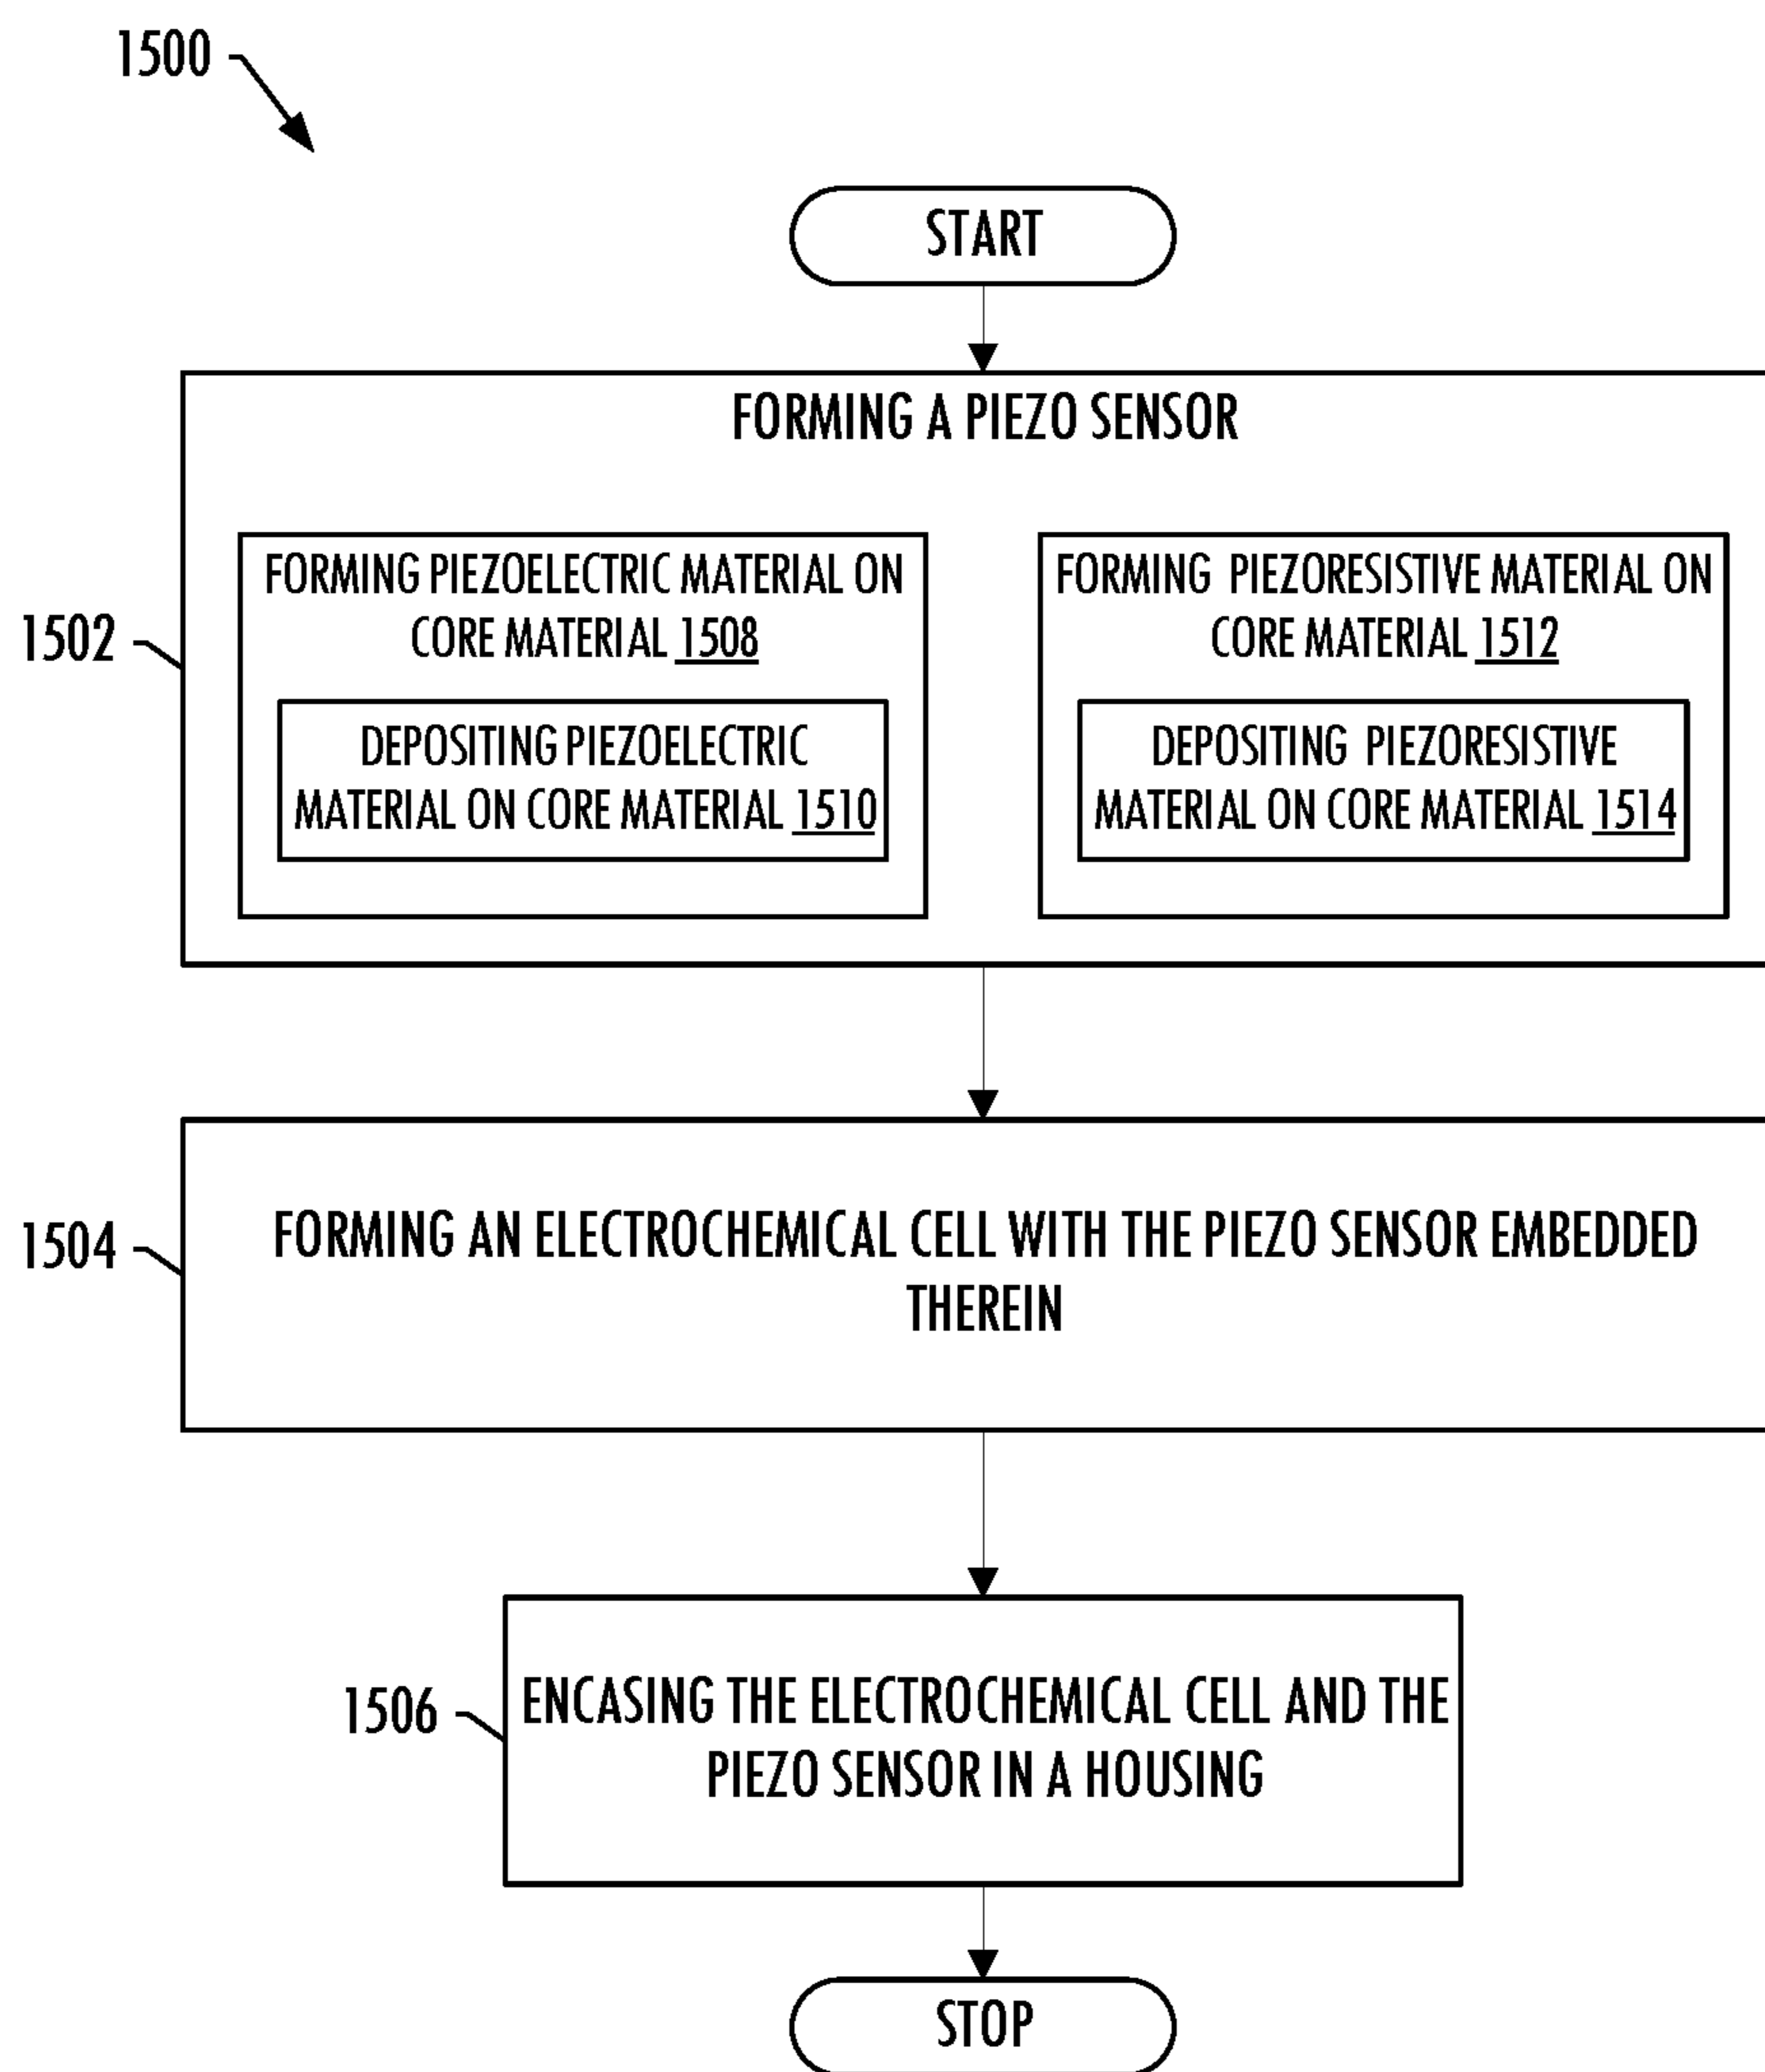 1500
START
FORMING A PIEZO SENSOR
FORMING PIEZOELECTRIC MATERIAL ON
CORE MATERIAL 1508
DEPOSITING PIEZOELECTRIC
MATERIAL ON CORE MATERIAL 1510
FORMING PIEZORESISTIVE MATERIAL ON
CORE MATERIAL 1512
DEPOSITING PIEZORESISTIVE
MATERIAL ON CORE MATERIAL 1514
1502
FORMING AN ELECTROCHEMICAL CELL WITH THE PIEZO SENSOR EMBEDDED
THEREIN
1504
ENCASING THE ELECTROCHEMICAL CELL AND THE
PIEZO SENSOR IN A HOUSING
1506
STOP